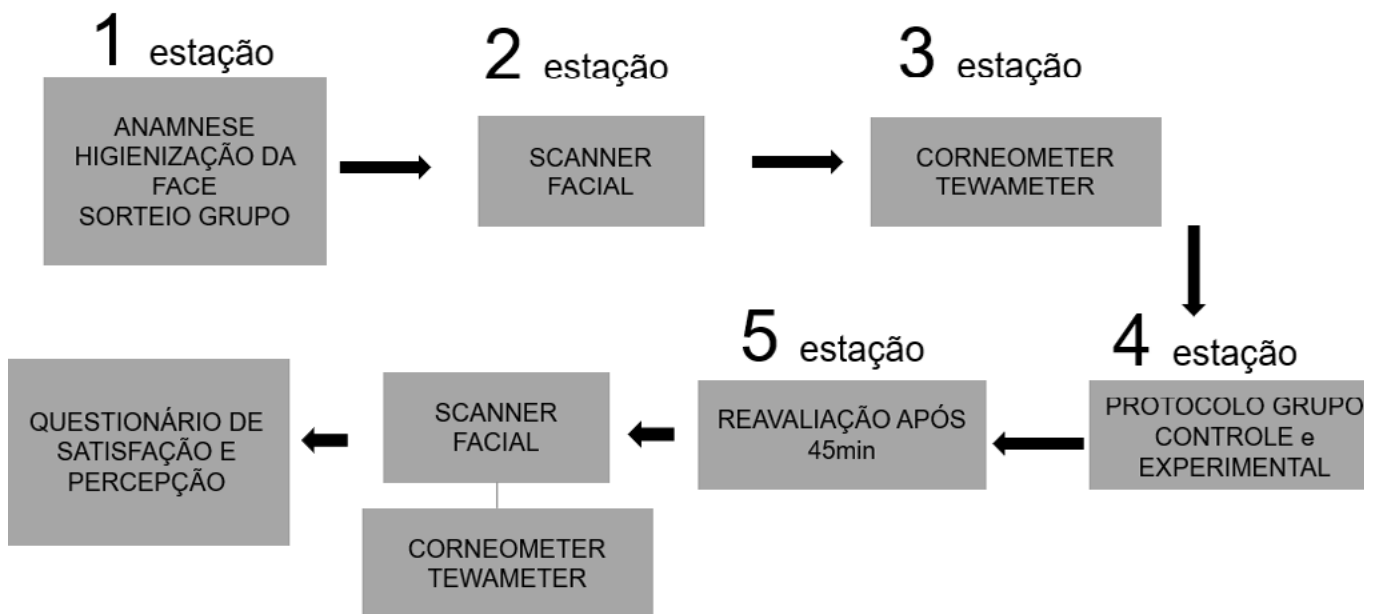 1 estação
ANAMNESE
HIGIENIZAÇÃO DA
FACE
SORTEIO GRUPO
2 estação
SCANNER
FACIAL
3 estação
CORNEOMETER
TEWAMETER
4 estação
PROTOCOLO GRUPO
CONTROLE e
EXPERIMENTAL
5 estação
REAVALIAÇÃO APÓS
45min
SCANNER
FACIAL
CORNEOMETER
TEWAMETER
QUESTIONÁRIO DE
SATISFAÇÃO E
PERCEPÇÃO